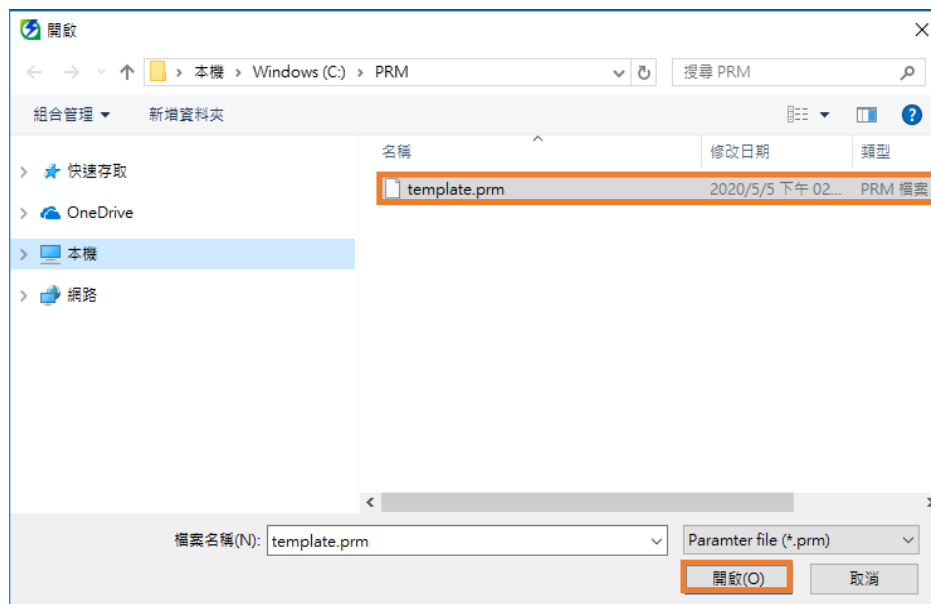 開啟
本機 › Windows (C:) › PRM
搜尋 PRM
組合管理
新增資料夾
名稱
修改日期
類型
快速存取
template.prm
2020/5/5 下午 02...
PRM 檔案
OneDrive
本機
網路
檔案名稱(N):
template.prm
Paramter file (*.prm)
開啟(O)
取消